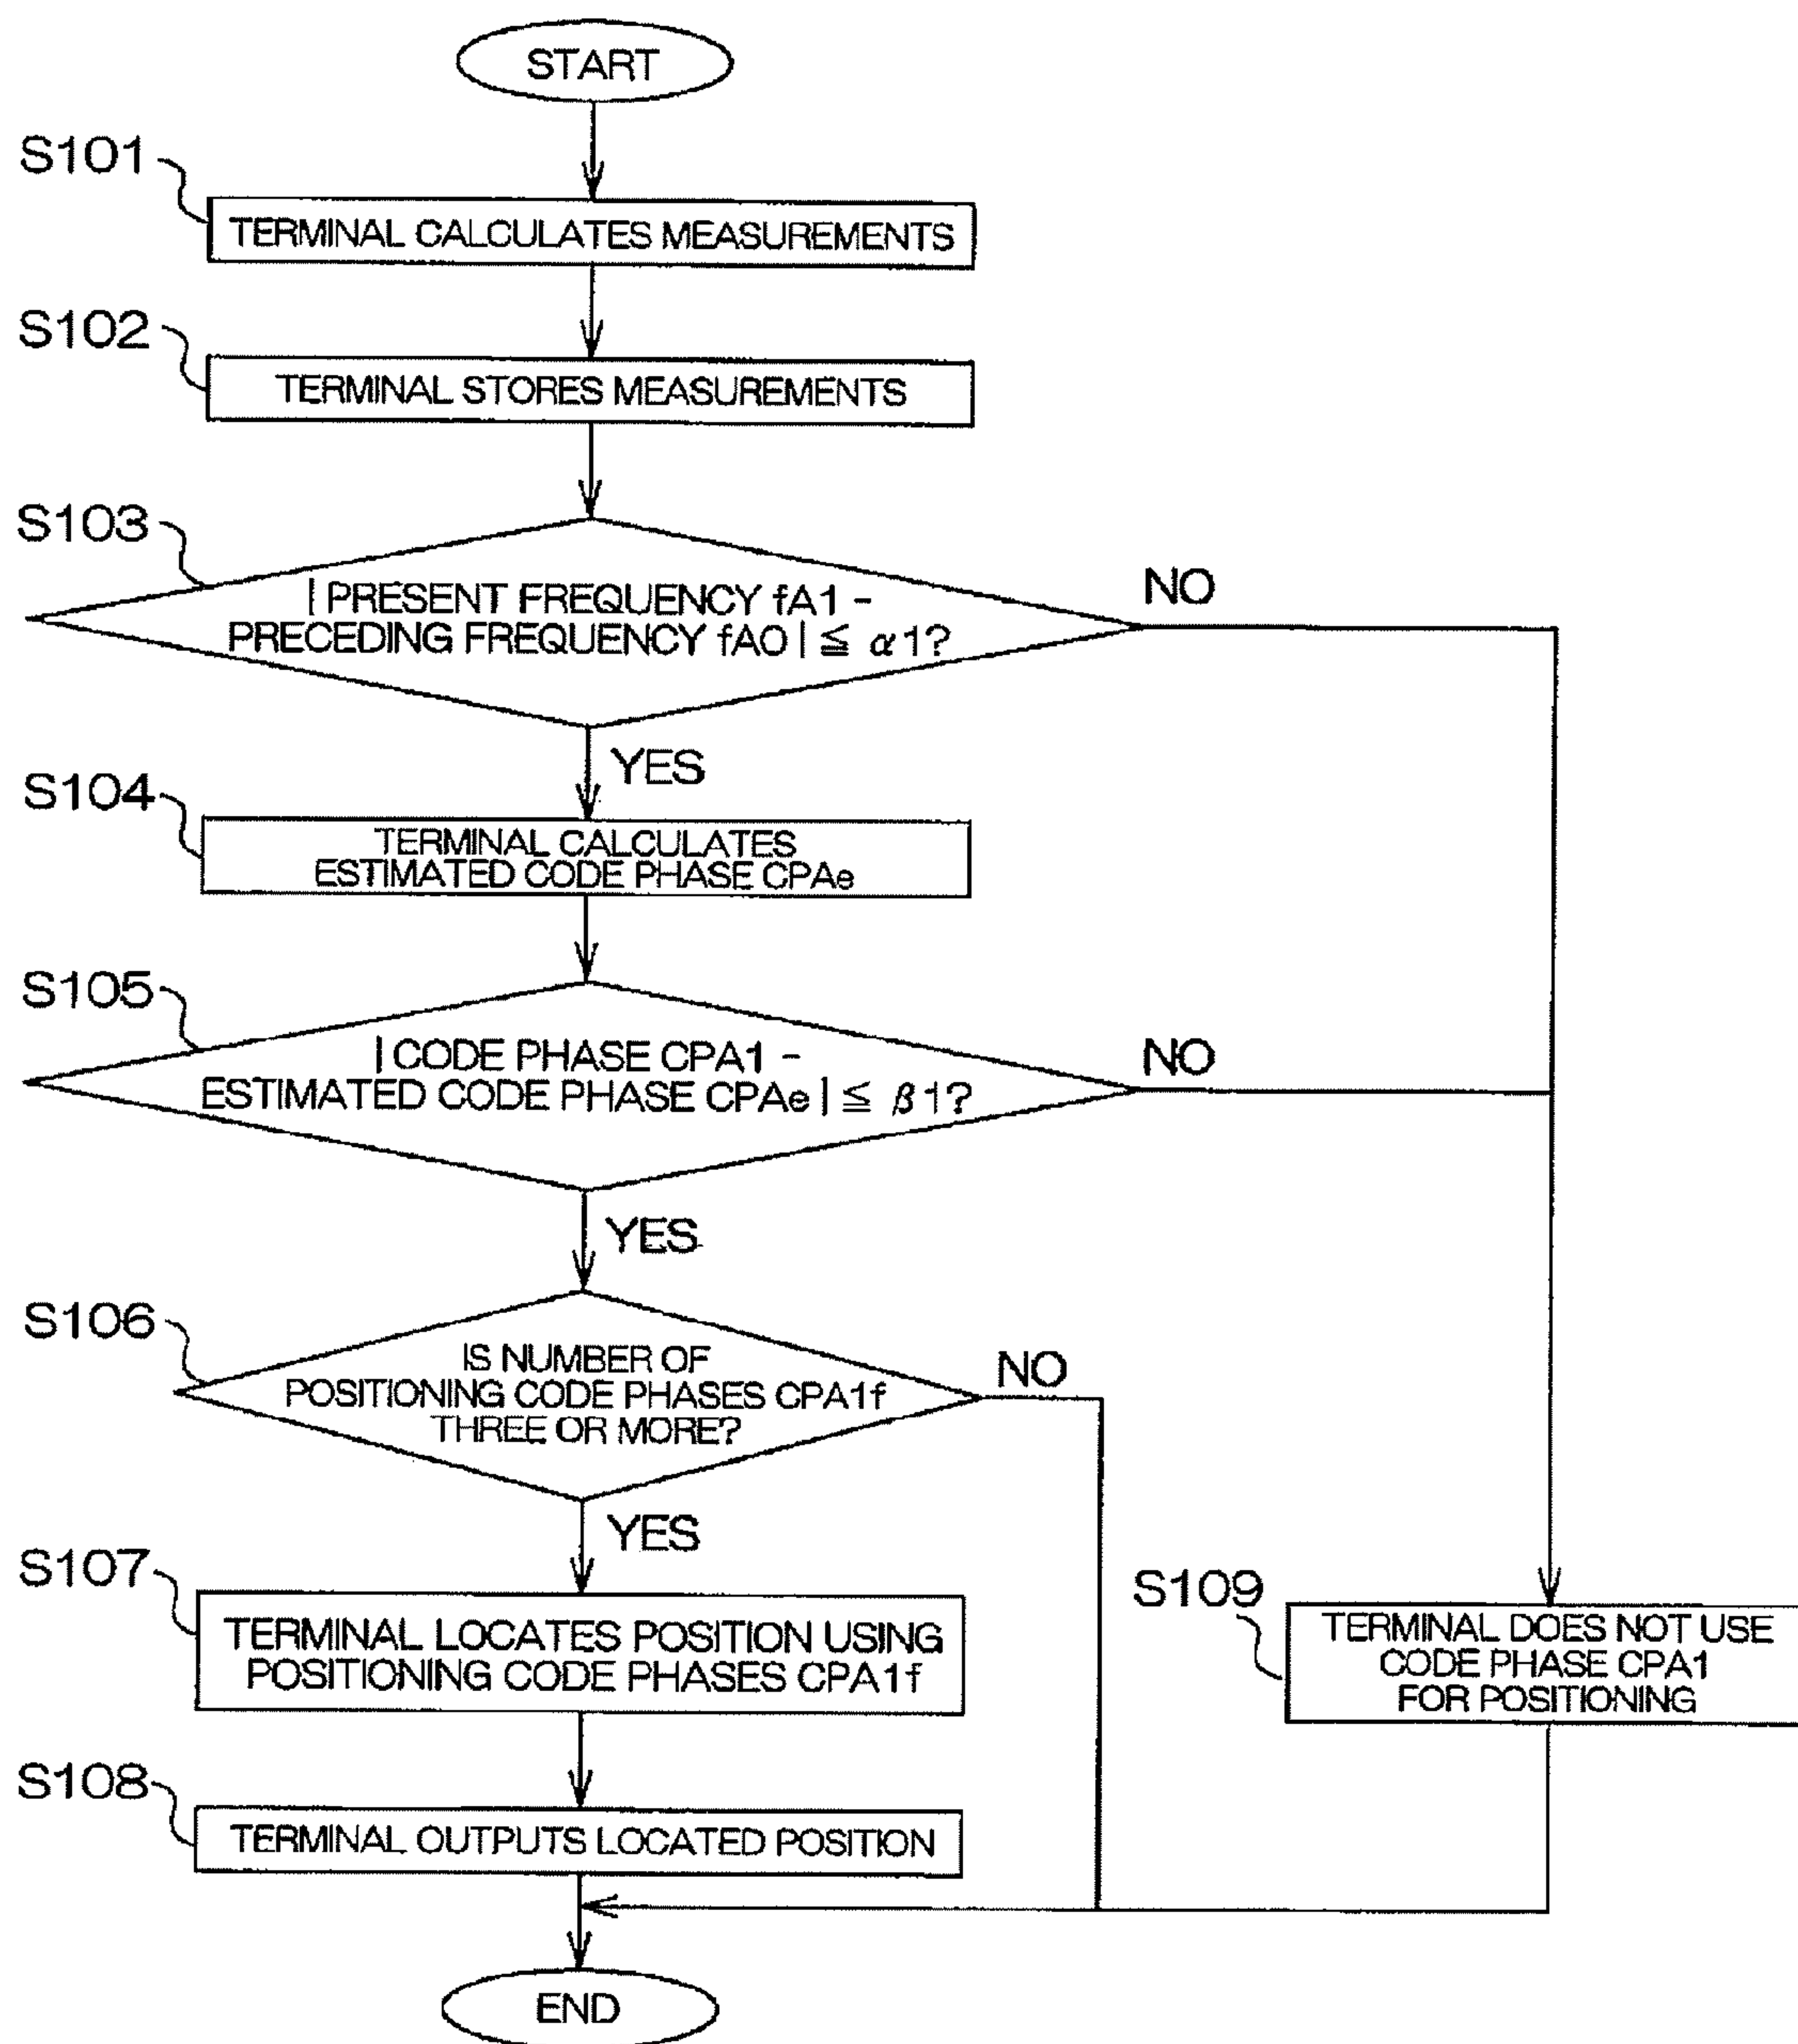 START
S101
TERMINAL CALCULATES MEASUREMENTS
S102
TERMINAL STORES MEASUREMENTS
S103
| PRESENT FREQUENCY fA1 -
PRECEDING FREQUENCY fA0 | ≦ α1?
NO
YES
S104
TERMINAL CALCULATES
ESTIMATED CODE PHASE CPAe
S105
| CODE PHASE CPA1 -
ESTIMATED CODE PHASE CPAe | ≦ β1?
NO
YES
S106
IS NUMBER OF
POSITIONING CODE PHASES CPA1f
THREE OR MORE?
NO
YES
S107
TERMINAL LOCATES POSITION USING
POSITIONING CODE PHASES CPA1f
S109
TERMINAL DOES NOT USE
CODE PHASE CPA1
FOR POSITIONING
S108
TERMINAL OUTPUTS LOCATED POSITION
END